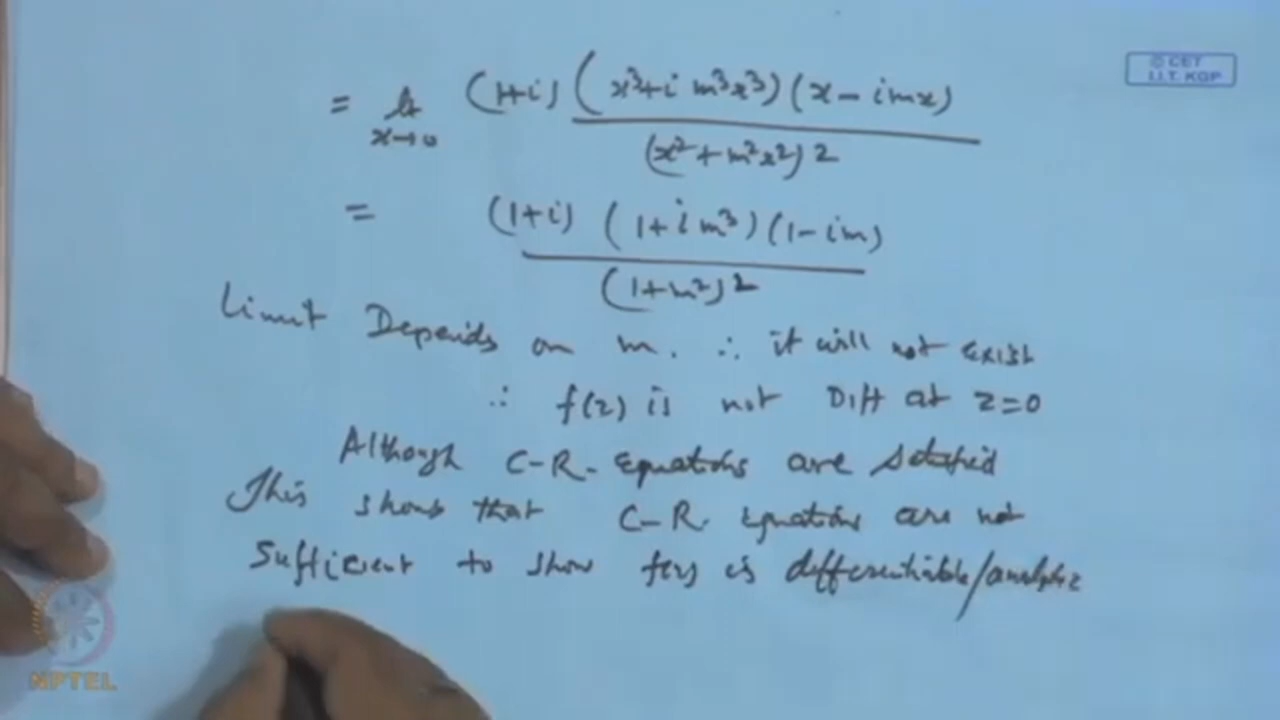 © CET
I.I.T. KGP
= lt x→0 (1+i) (x³+i m³x³)(x – imx) / (x²+m²x²)2
= (1+i) (1+i m³)(1–im) / (1+m²)2
Limit Depends on m. ∴ it will not exist
∴ f(z) is not Diff at z=0
Although C-R. Equations are satisfied
This shows that C-R. Equations are not
Sufficient to show f(z) is differentiable/analytic
NPTEL